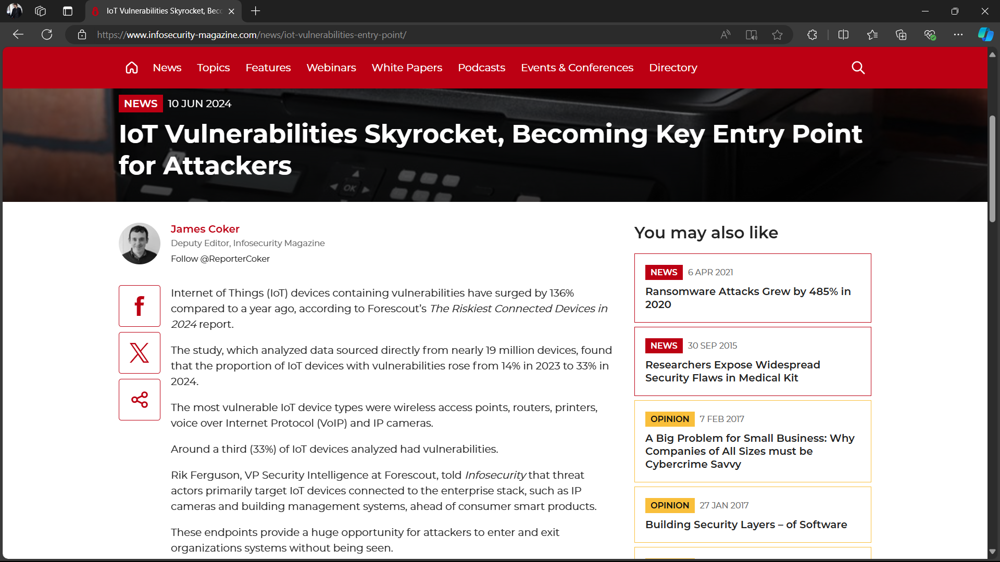 IoT Vulnerabilities Skyrocket, Bec
https://www.infosecurity-magazine.com/news/iot-vulnerabilities-entry-point/
News Topics Features Webinars White Papers Podcasts Events & Conferences Directory
NEWS 10 JUN 2024
IoT Vulnerabilities Skyrocket, Becoming Key Entry Point
for Attackers
OK
James Coker
Deputy Editor, Infosecurity Magazine
Follow @ReporterCoker
Internet of Things (IoT) devices containing vulnerabilities have surged by 136%
compared to a year ago, according to Forescout’s The Riskiest Connected Devices in
2024 report.
The study, which analyzed data sourced directly from nearly 19 million devices, found
that the proportion of IoT devices with vulnerabilities rose from 14% in 2023 to 33% in
2024.
The most vulnerable IoT device types were wireless access points, routers, printers,
voice over Internet Protocol (VoIP) and IP cameras.
Around a third (33%) of IoT devices analyzed had vulnerabilities.
Rik Ferguson, VP Security Intelligence at Forescout, told Infosecurity that threat
actors primarily target IoT devices connected to the enterprise stack, such as IP
cameras and building management systems, ahead of consumer smart products.
These endpoints provide a huge opportunity for attackers to enter and exit
organizations systems without being seen.
You may also like
NEWS 6 APR 2021
Ransomware Attacks Grew by 485% in
2020
NEWS 30 SEP 2015
Researchers Expose Widespread
Security Flaws in Medical Kit
OPINION 7 FEB 2017
A Big Problem for Small Business: Why
Companies of All Sizes must be
Cybercrime Savvy
OPINION 27 JAN 2017
Building Security Layers – of Software